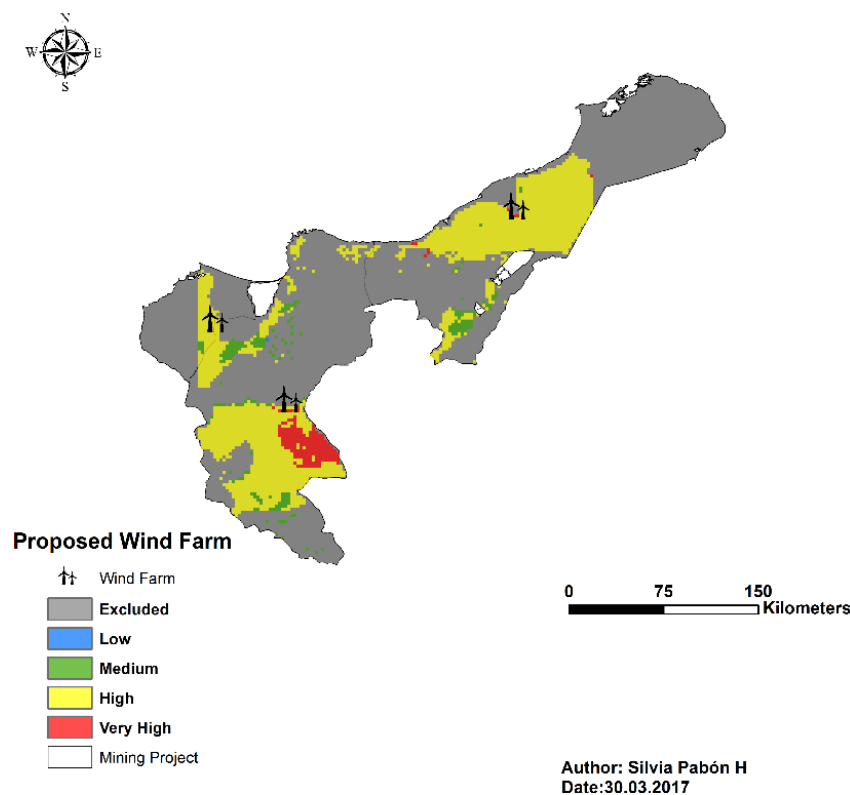 N
W E
S
Proposed Wind Farm
Wind Farm
Excluded
Low
Medium
High
Very High
Mining Project
0 75 150
Kilometers
Author: Silvia Pabón H
Date:30.03.2017